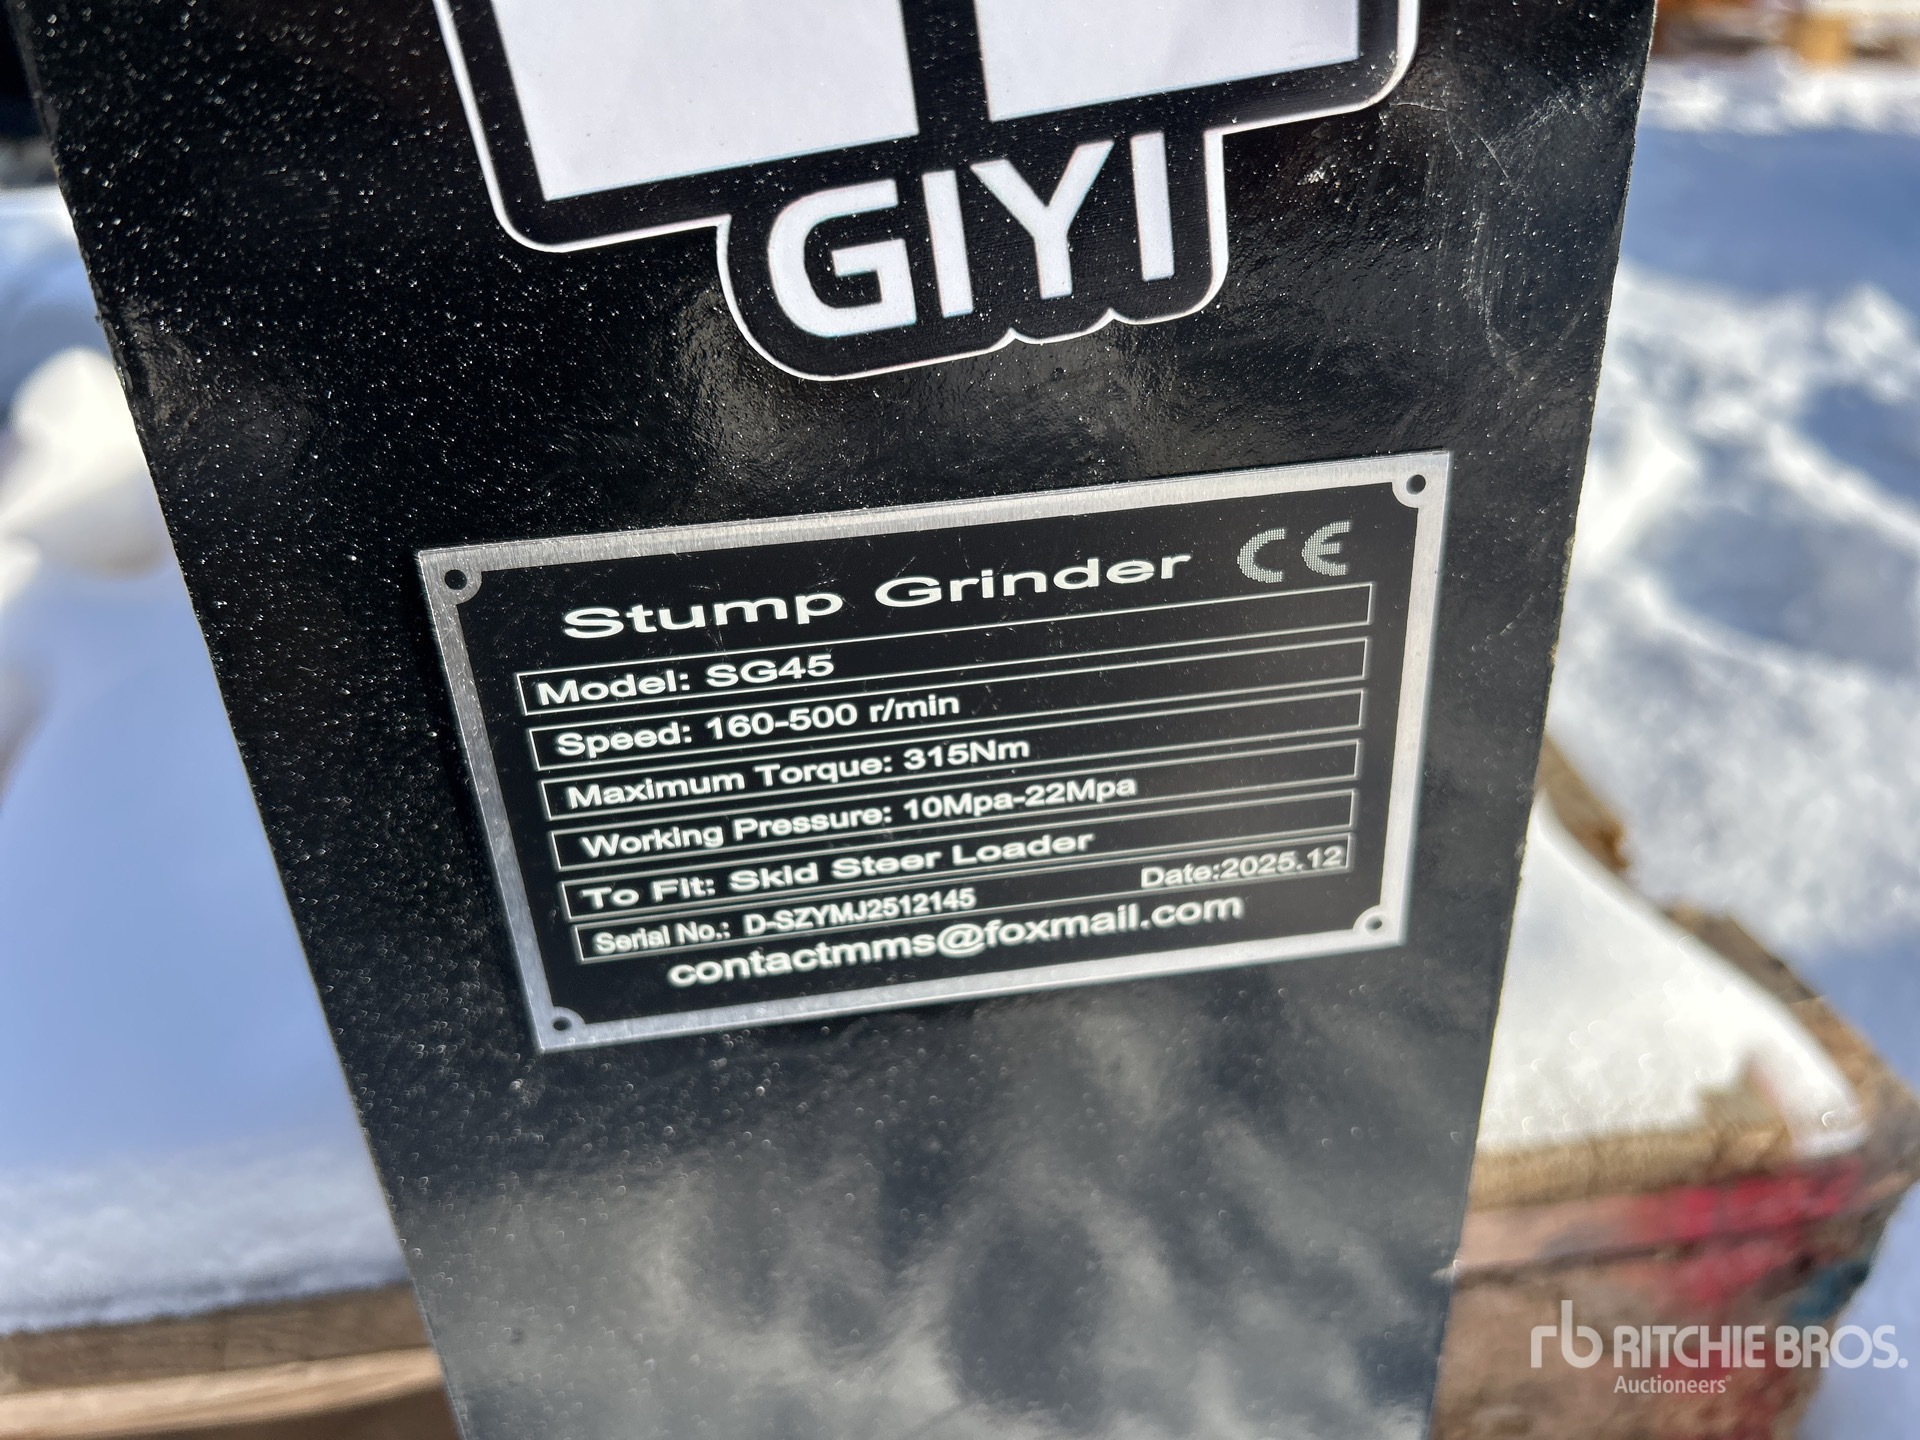 GIYI
Stump Grinder CE
Model: SG45
Speed: 160-500 r/min
Maximum Torque: 315Nm
Working Pressure: 10Mpa-22Mpa
To Fit: Skid Steer Loader
Serial No.: D-SZYMJ2512145 Date:2025.12
contactmms@foxmail.com
rb RITCHIE BROS.
Auctioneers